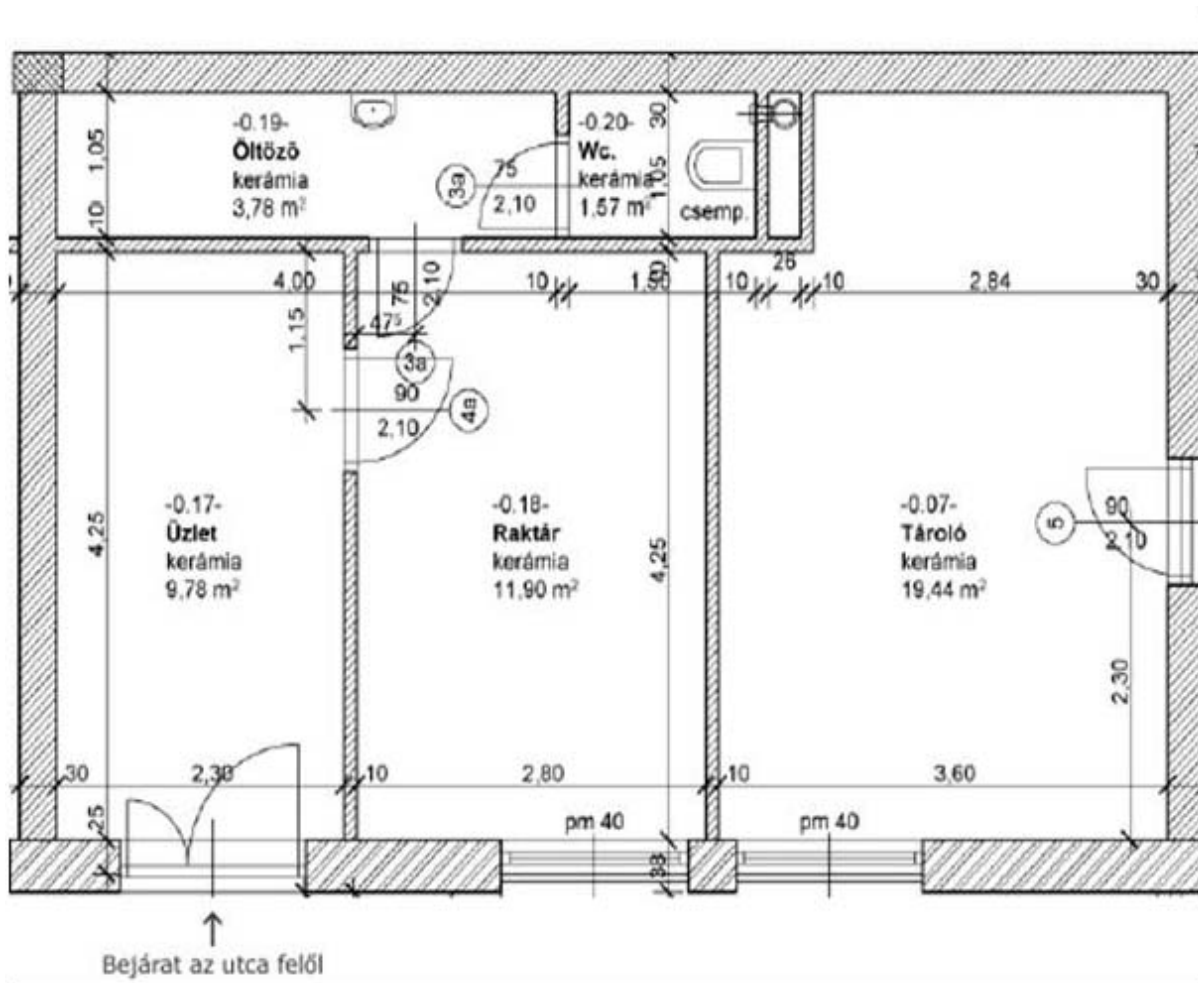 -0.19-
Öltöző
kerámia
3,78 m²
-0.20-
Wc.
kerámia
1,57 m²
csemp.
30
1,05
1,05
10
3a
75
2,10
26
4.00
10
1,50
10
10
2,84
30
1,15
75
2,10
47⁵
3a
90
2,10
4a
-0.17-
Üzlet
kerámia
9,78 m²
-0.18-
Raktár
kerámia
11,90 m²
-0.07-
Tároló
kerámia
19,44 m²
5
90
2,10
4,25
4,25
2,30
30
2,30
10
2,80
10
3,60
25
pm 40
pm 40
38
Bejárat az utca felől